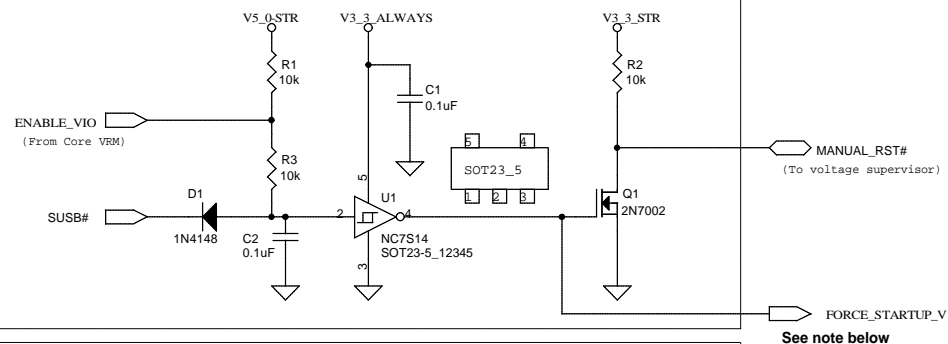 V5_0-STR
V3_3_ALWAYS
V3_3_STR
R1
10k
R2
10k
C1
0.1uF
ENABLE_VIO
(From Core VRM)
R3
10k
5
4
SOT23_5
1 2 3
MANUAL_RST#
(To voltage supervisor)
D1
1N4148
SUSB#
C2
0.1uF
5
U1
2
4
3
NC7S14
SOT23-5_12345
Q1
2N7002
FORCE_STARTUP_V
See note below